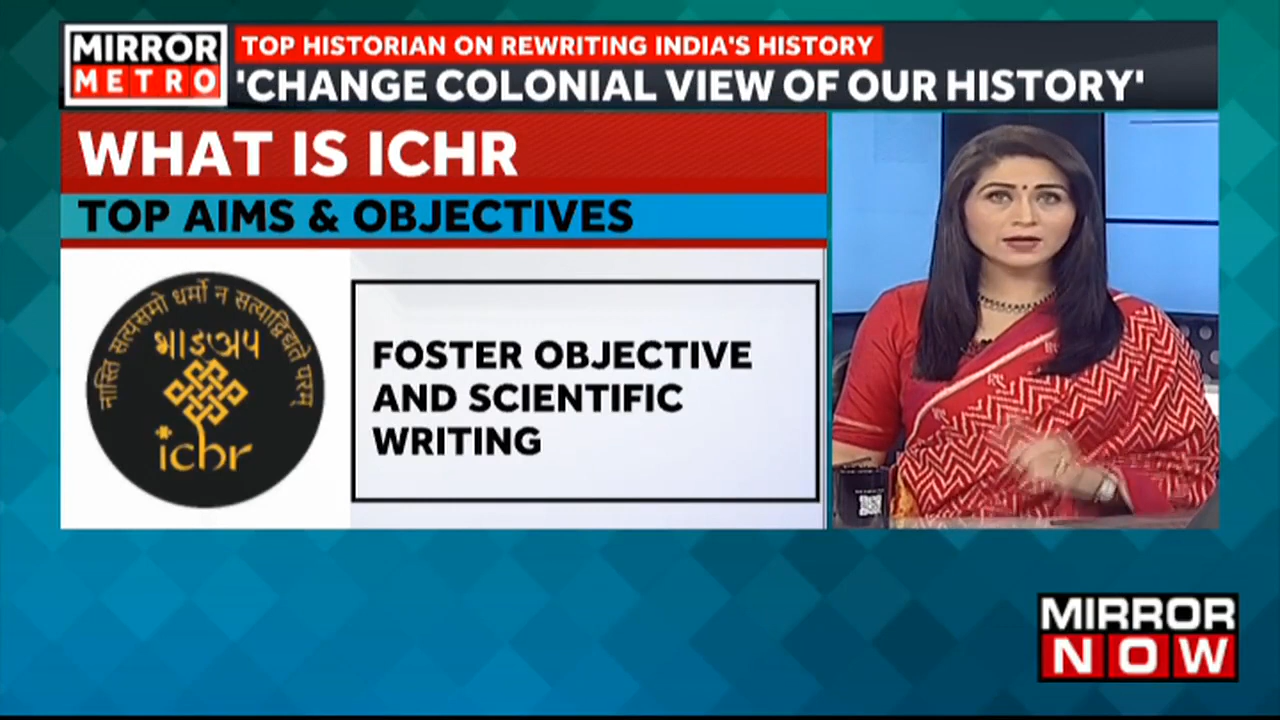 MIRROR
METRO
TOP HISTORIAN ON REWRITING INDIA'S HISTORY
'CHANGE COLONIAL VIEW OF OUR HISTORY'
WHAT IS ICHR
TOP AIMS & OBJECTIVES
नास्ति सत्यसमो धर्मो न सत्याद्विद्यते परम्
भाइअप
ichr
FOSTER OBJECTIVE
AND SCIENTIFIC
WRITING
MIRROR
NOW